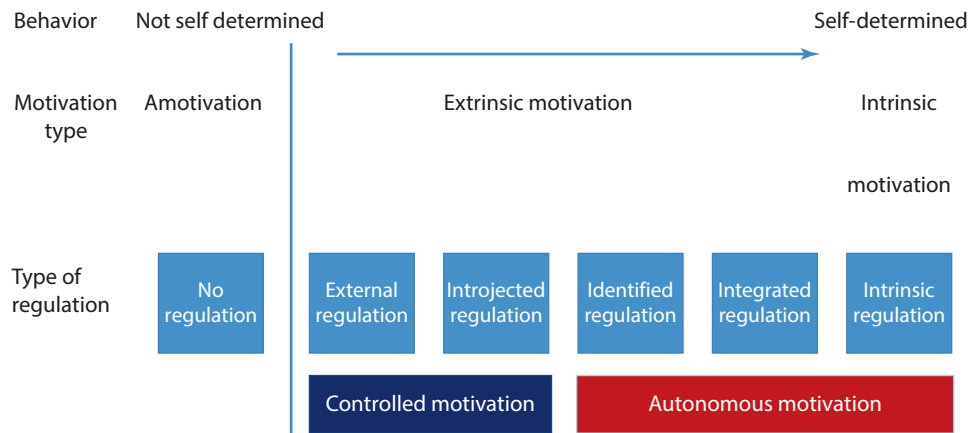 Behavior Not self determined Self-determined
Motivation Amotivation Extrinsic motivation Intrinsic
type
motivation
Type of
regulation
No
regulation
External
regulation
Introjected
regulation
Identified
regulation
Integrated
regulation
Intrinsic
regulation
Controlled motivation Autonomous motivation